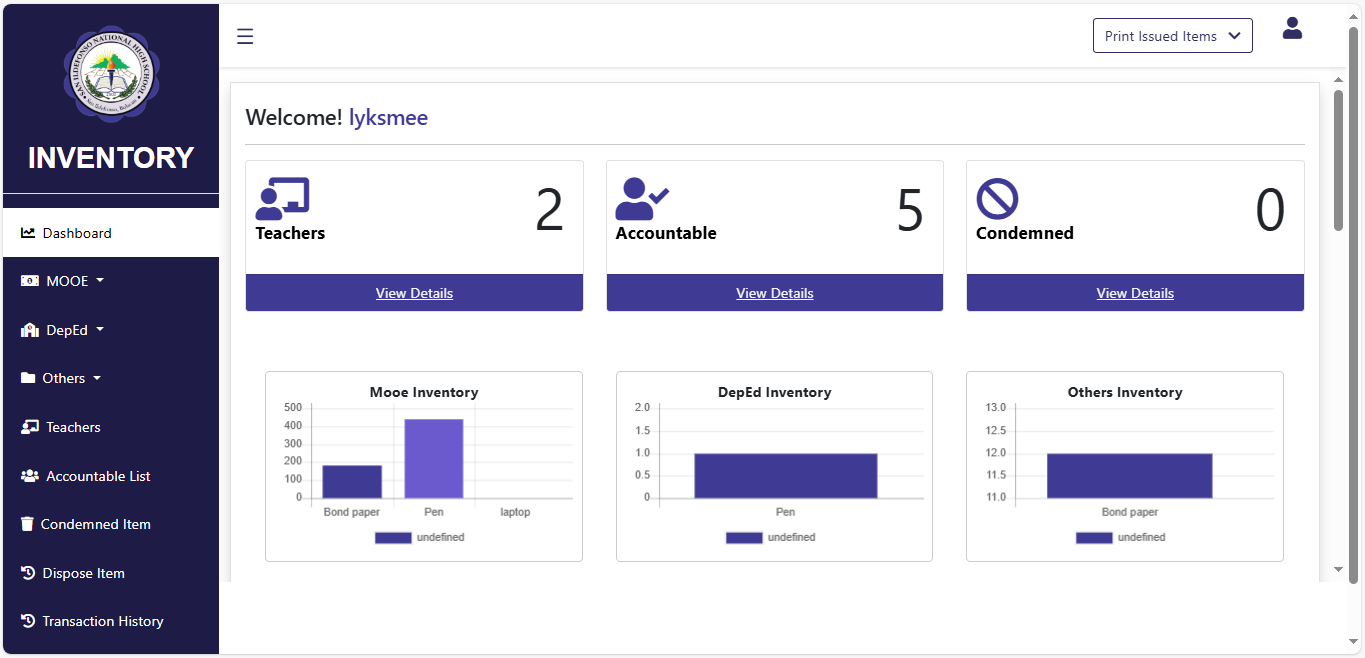 SAN ILDEFONSO NATIONAL HIGH SCHOOL
San Ildefonso, Bulacan
INVENTORY
Dashboard
MOOE
DepEd
Others
Teachers
Accountable List
Condemned Item
Dispose Item
Transaction History
Print Issued Items
Welcome! lyksmee
Teachers
2
View Details
Accountable
5
View Details
Condemned
0
View Details
Mooe Inventory
500
400
300
200
100
0
Bond paper Pen laptop
undefined
DepEd Inventory
2.0
1.5
1.0
0.5
0
Pen
undefined
Others Inventory
13.0
12.5
12.0
11.5
11.0
Bond paper
undefined